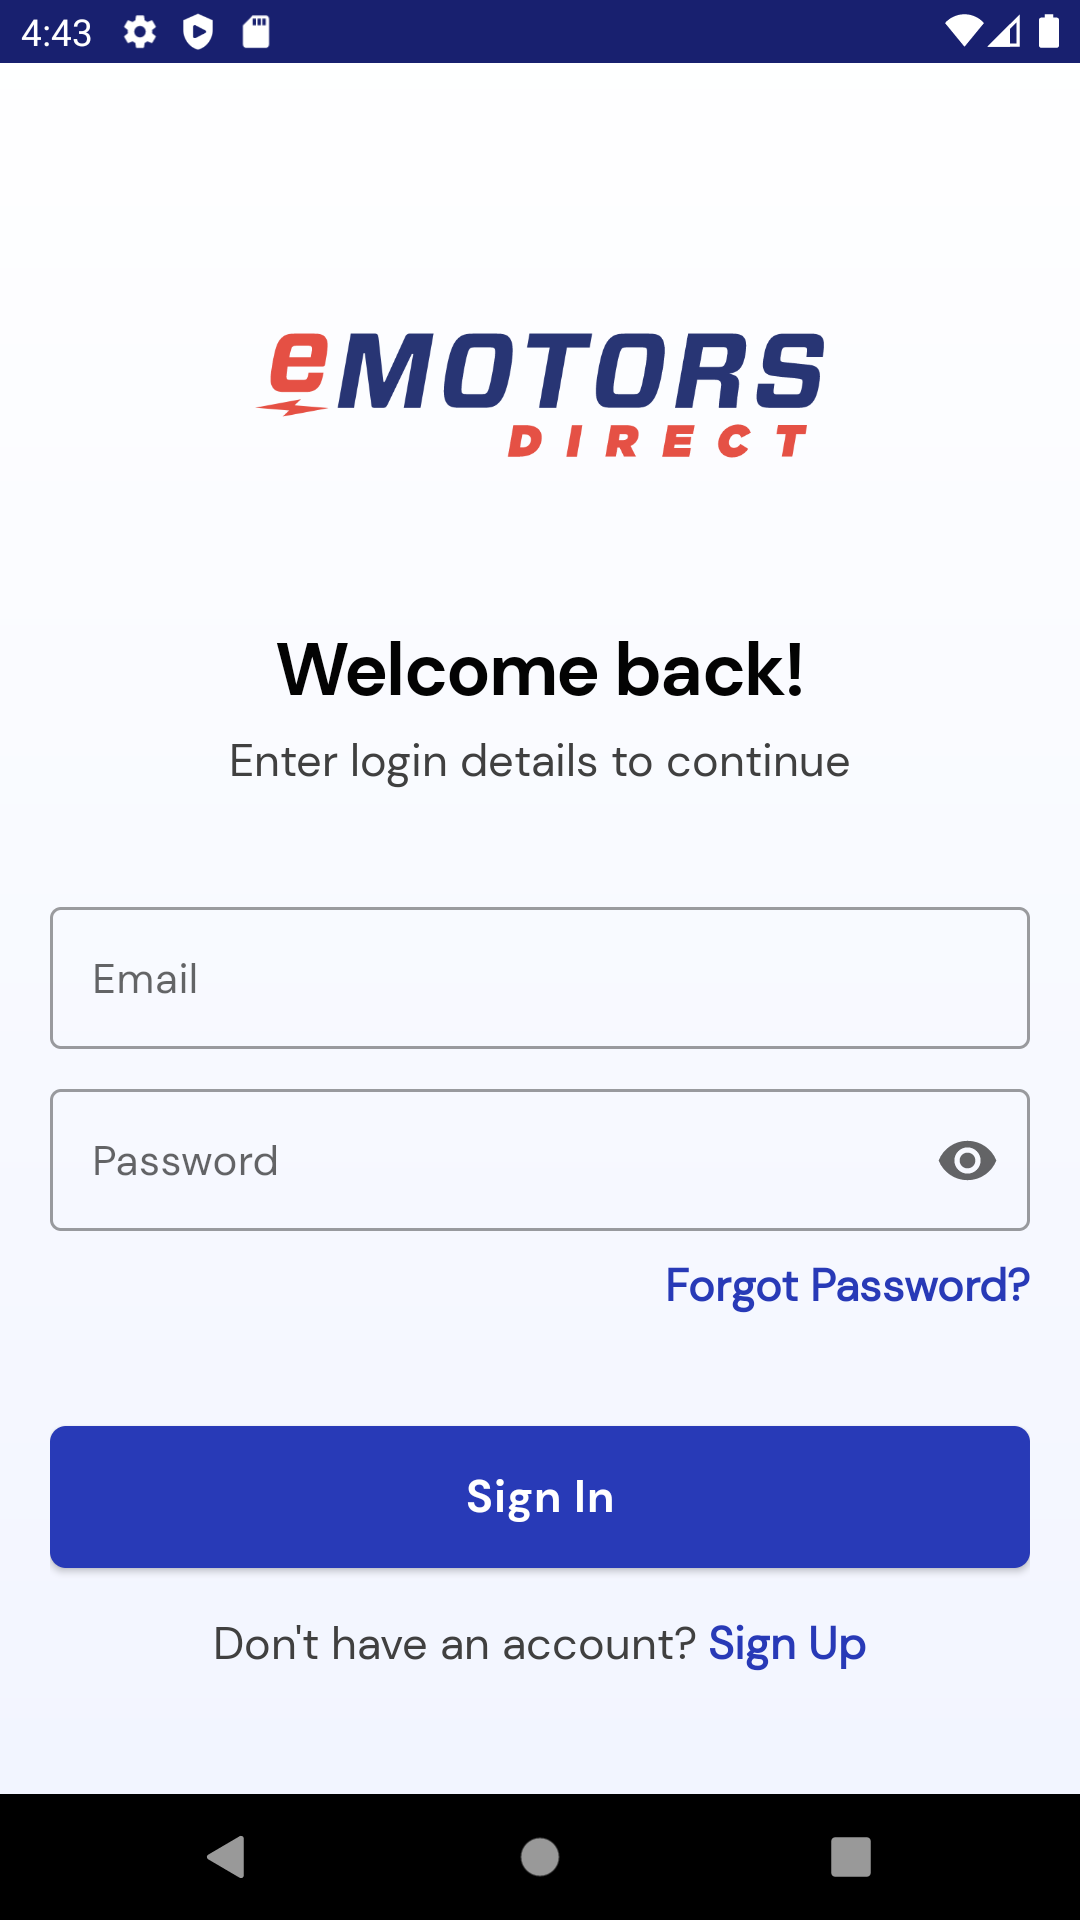 4:43
eMOTORS
DIRECT
Welcome back!
Enter login details to continue
Email
Password
Forgot Password?
Sign In
Don't have an account? Sign Up